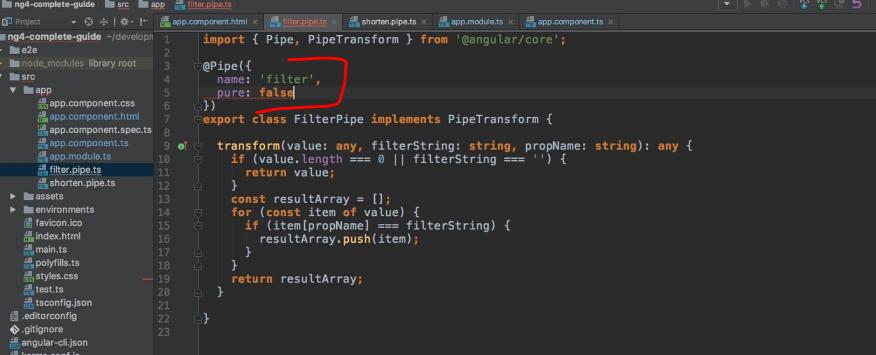 ng4-complete-guide
src
app
filter.pipe.ts
Project
app.component.html
filter.pipe.ts
shorten.pipe.ts
app.module.ts
app.component.ts
ng4-complete-guide ~/developm
e2e
node_modules library root
src
app
app.component.css
app.component.html
app.component.spec.ts
app.component.ts
app.module.ts
filter.pipe.ts
shorten.pipe.ts
assets
environments
favicon.ico
index.html
main.ts
polyfills.ts
styles.css
test.ts
tsconfig.json
.editorconfig
.gitignore
angular-cli.json
1 import { Pipe, PipeTransform } from '@angular/core';
2
3 @Pipe({
4 name: 'filter',
5 pure: false
6 })
7 export class FilterPipe implements PipeTransform {
8
9 transform(value: any, filterString: string, propName: string): any {
10 if (value.length === 0 || filterString === '') {
11 return value;
12 }
13 const resultArray = [];
14 for (const item of value) {
15 if (item[propName] === filterString) {
16 resultArray.push(item);
17 }
18 }
19 return resultArray;
20 }
21
22 }
23